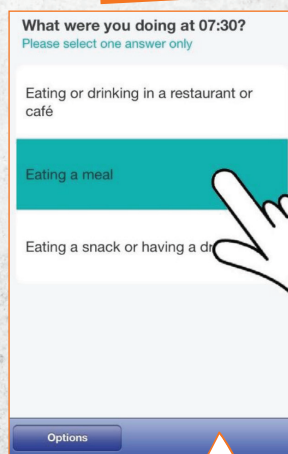 What were you doing at 07:30?
Please select one answer only
Eating or drinking in a restaurant or
café
Eating a meal
Eating a snack or having a
Options